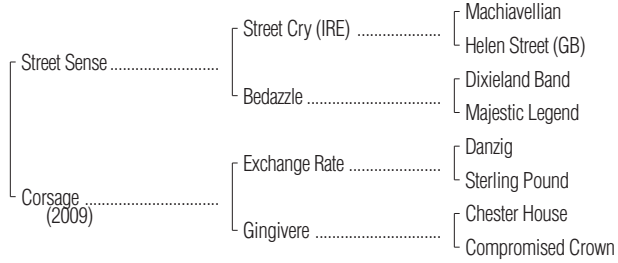 Machiavellian
Street Cry (IRE) ..................
Helen Street (GB)
Street Sense ........................
Dixieland Band
Bedazzle .............................
Majestic Legend
Danzig
Exchange Rate ....................
Sterling Pound
Corsage .............................
(2009)
Chester House
Gingivere ...........................
Compromised Crown